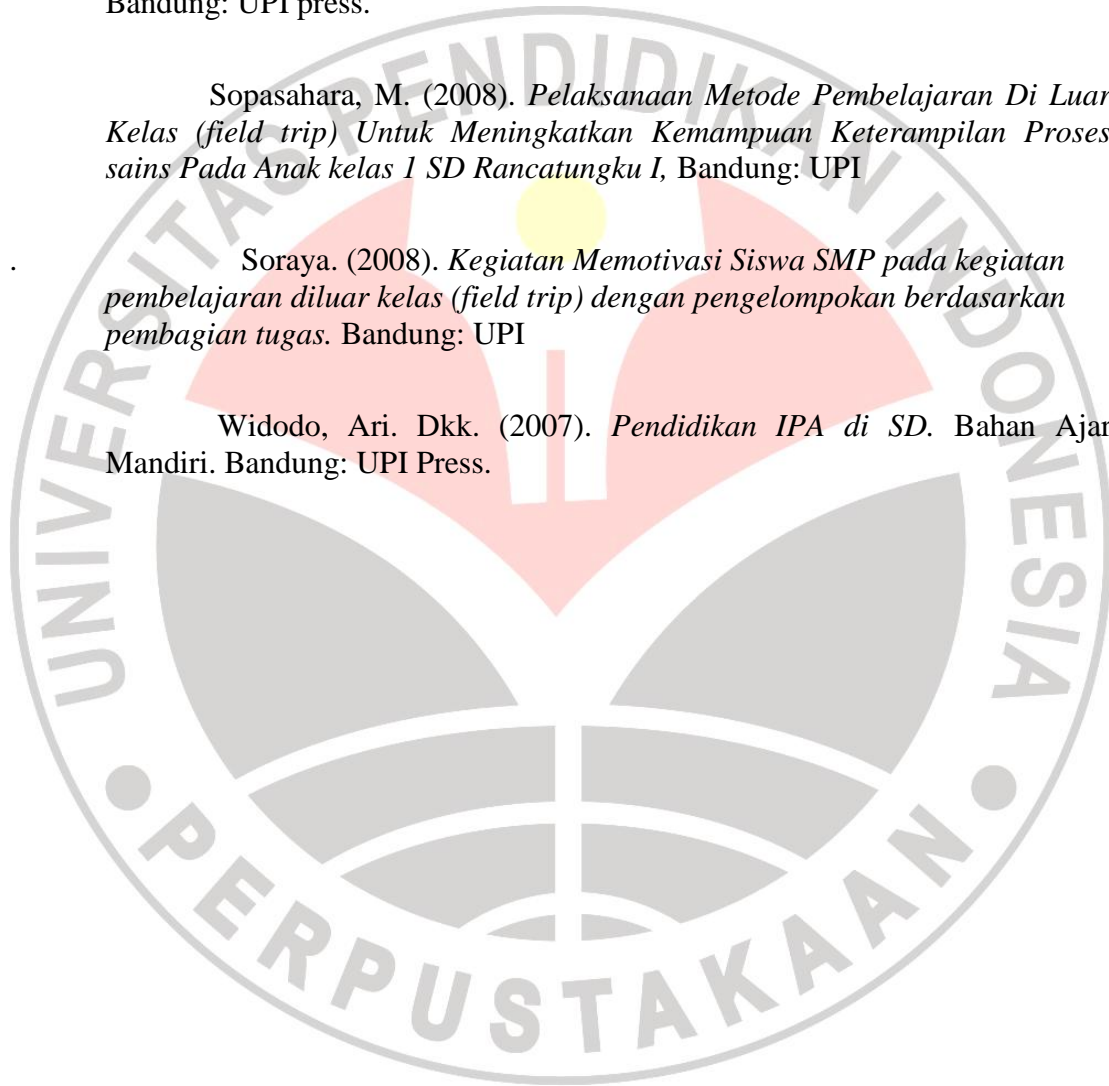 Bandung: UPI press.
Sopasahara, M. (2008). Pelaksanaan Metode Pembelajaran Di Luar
Kelas (field trip) Untuk Meningkatkan Kemampuan Keterampilan Proses
sains Pada Anak kelas 1 SD Rancatungku I, Bandung: UPI
. Soraya. (2008). Kegiatan Memotivasi Siswa SMP pada kegiatan
pembelajaran diluar kelas (field trip) dengan pengelompokan berdasarkan
pembagian tugas. Bandung: UPI
Widodo, Ari. Dkk. (2007). Pendidikan IPA di SD. Bahan Ajar
Mandiri. Bandung: UPI Press.
UNIVERSITAS PENDIDIKAN INDONESIA
PERPUSTAKAAN